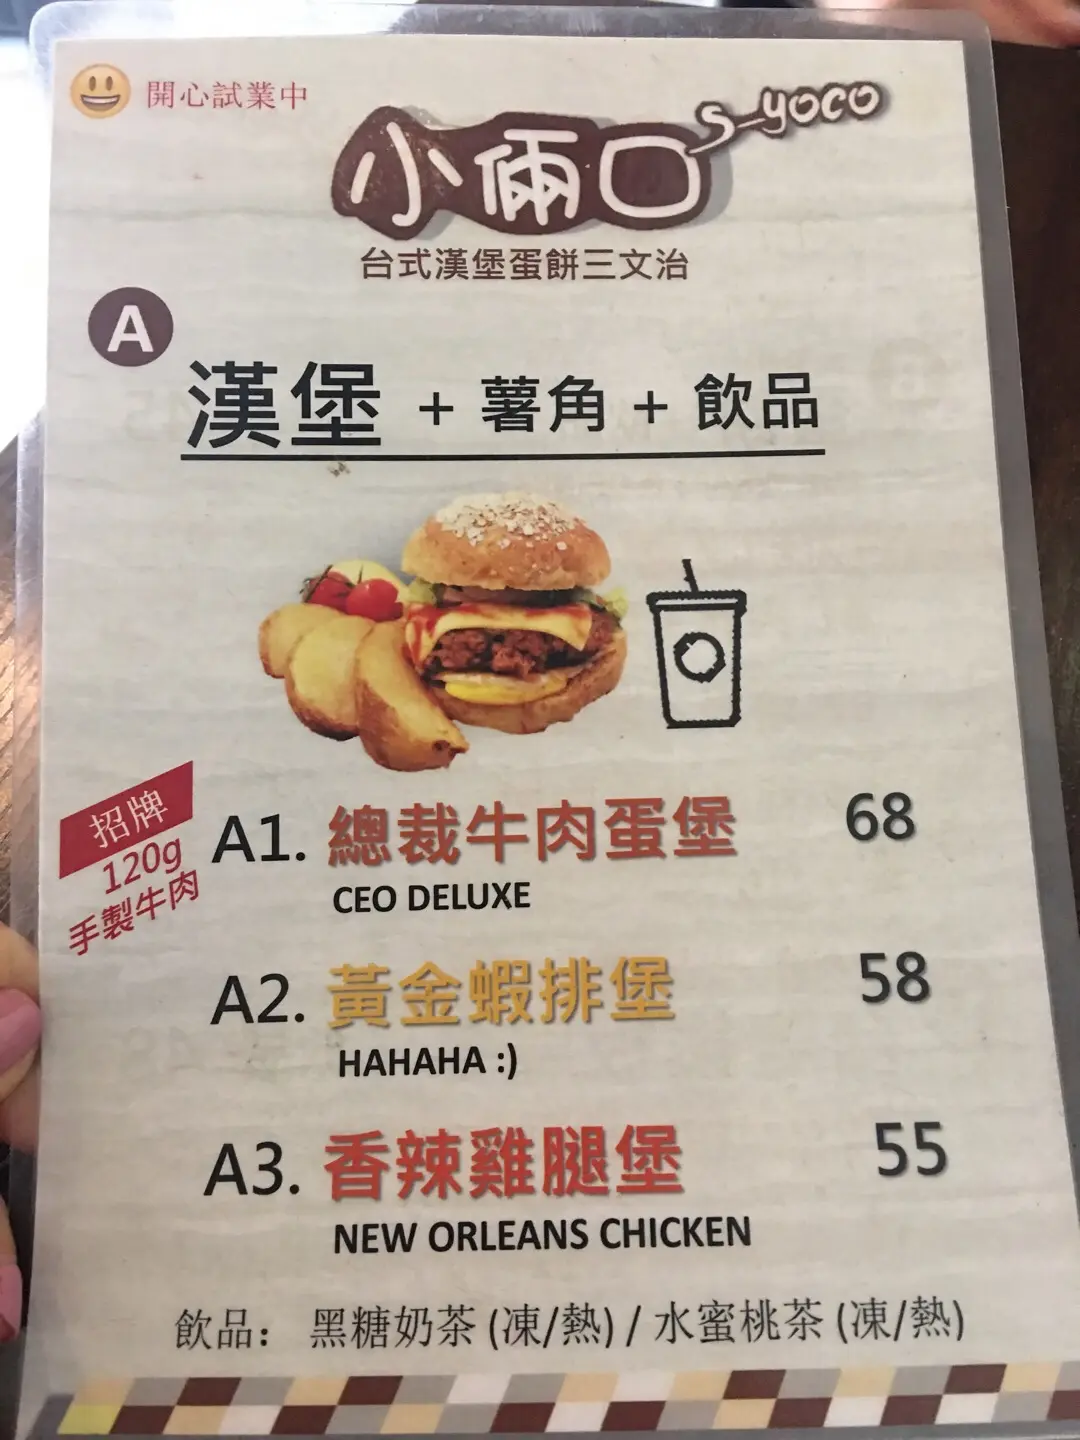 開心試業中
小倆口 s-yoco
台式漢堡蛋餅三文治
A
漢堡 + 薯角 + 飲品
招牌
120g
手製牛肉
A1. 總裁牛肉蛋堡 68
CEO DELUXE
A2. 黃金蝦排堡 58
HAHAHA :)
A3. 香辣雞腿堡 55
NEW ORLEANS CHICKEN
飲品： 黑糖奶茶 (凍/熱) / 水蜜桃茶 (凍/熱)